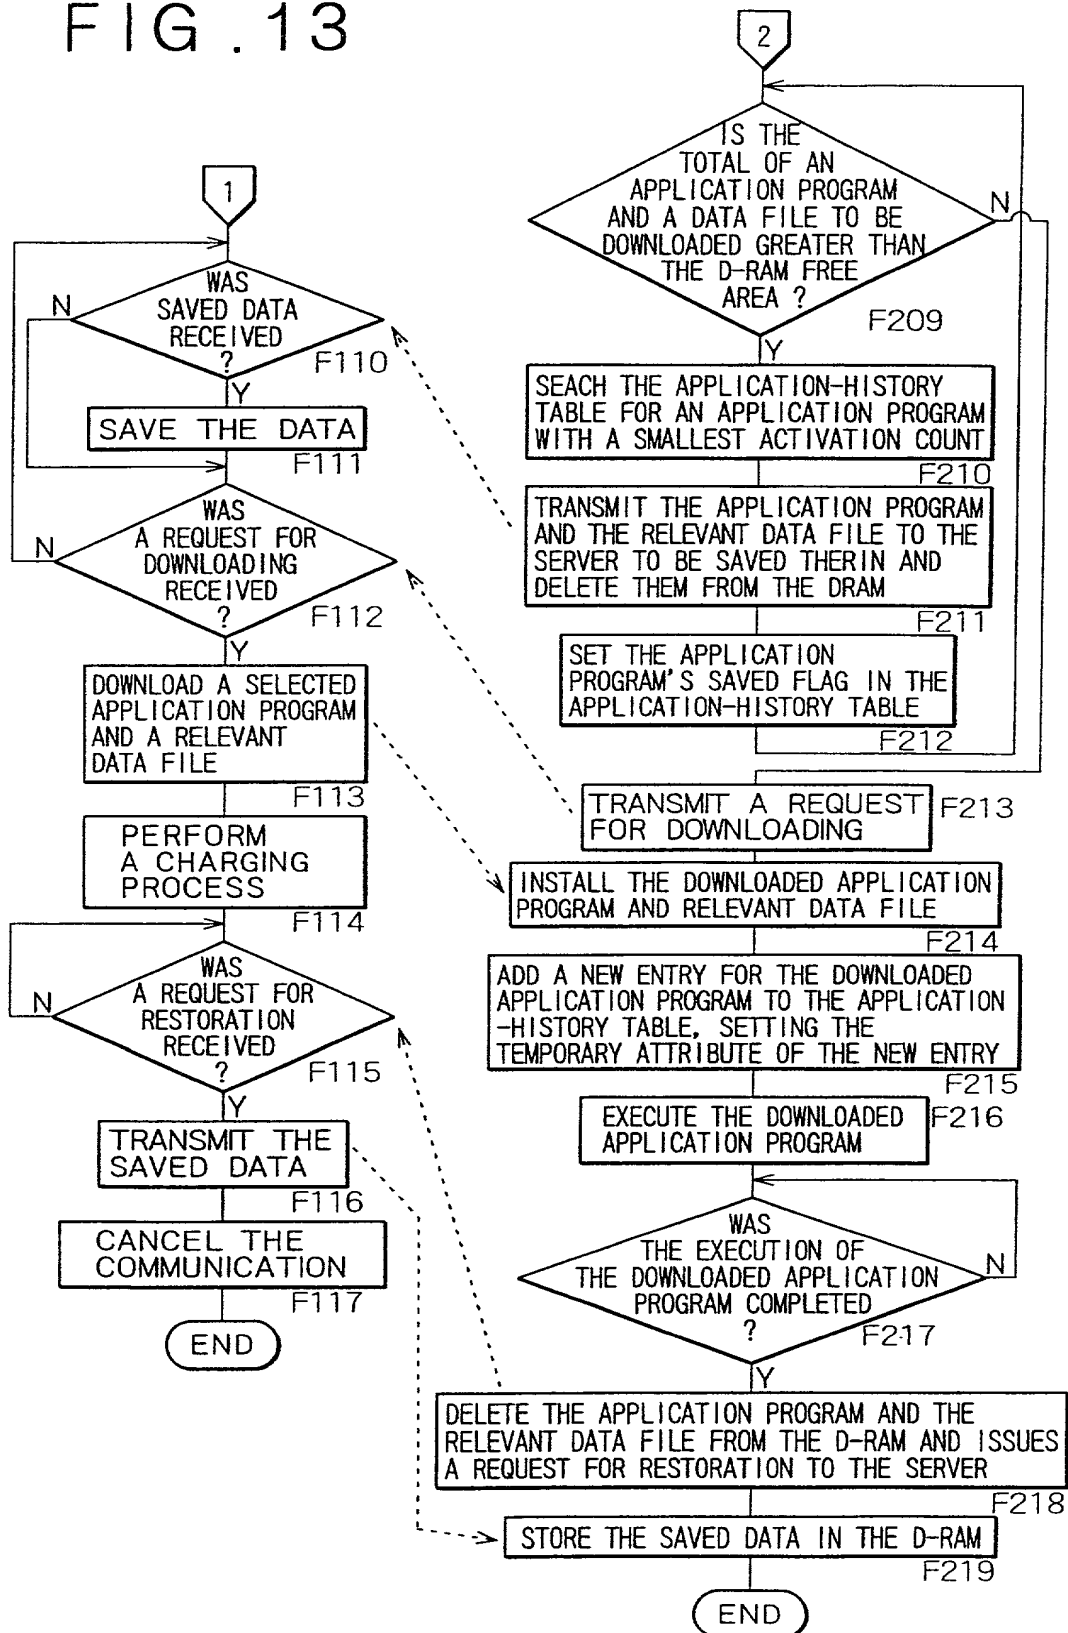 FIG.13
1
WAS
SAVED DATA
RECEIVED
?
N
F110
Y
SAVE THE DATA
F111
WAS
A REQUEST FOR
DOWNLOADING
RECEIVED
?
N
F112
Y
DOWNLOAD A SELECTED
APPLICATION PROGRAM
AND A RELEVANT
DATA FILE
F113
PERFORM
A CHARGING
PROCESS
F114
WAS
A REQUEST FOR
RESTORATION
RECEIVED
?
N
F115
Y
TRANSMIT THE
SAVED DATA
F116
CANCEL THE
COMMUNICATION
F117
END
2
IS THE
TOTAL OF AN
APPLICATION PROGRAM
AND A DATA FILE TO BE
DOWNLOADED GREATER THAN
THE D-RAM FREE
AREA ?
N
F209
Y
SEACH THE APPLICATION-HISTORY
TABLE FOR AN APPLICATION PROGRAM
WITH A SMALLEST ACTIVATION COUNT
F210
TRANSMIT THE APPLICATION PROGRAM
AND THE RELEVANT DATA FILE TO THE
SERVER TO BE SAVED THERIN AND
DELETE THEM FROM THE DRAM
F211
SET THE APPLICATION
PROGRAM'S SAVED FLAG IN THE
APPLICATION-HISTORY TABLE
F212
TRANSMIT A REQUEST
FOR DOWNLOADING
F213
INSTALL THE DOWNLOADED APPLICATION
PROGRAM AND RELEVANT DATA FILE
F214
ADD A NEW ENTRY FOR THE DOWNLOADED
APPLICATION PROGRAM TO THE APPLICATION
-HISTORY TABLE, SETTING THE
TEMPORARY ATTRIBUTE OF THE NEW ENTRY
F215
EXECUTE THE DOWNLOADED
APPLICATION PROGRAM
F216
WAS
THE EXECUTION OF
THE DOWNLOADED APPLICATION
PROGRAM COMPLETED
?
N
F217
Y
DELETE THE APPLICATION PROGRAM AND THE
RELEVANT DATA FILE FROM THE D-RAM AND ISSUES
A REQUEST FOR RESTORATION TO THE SERVER
F218
STORE THE SAVED DATA IN THE D-RAM
F219
END